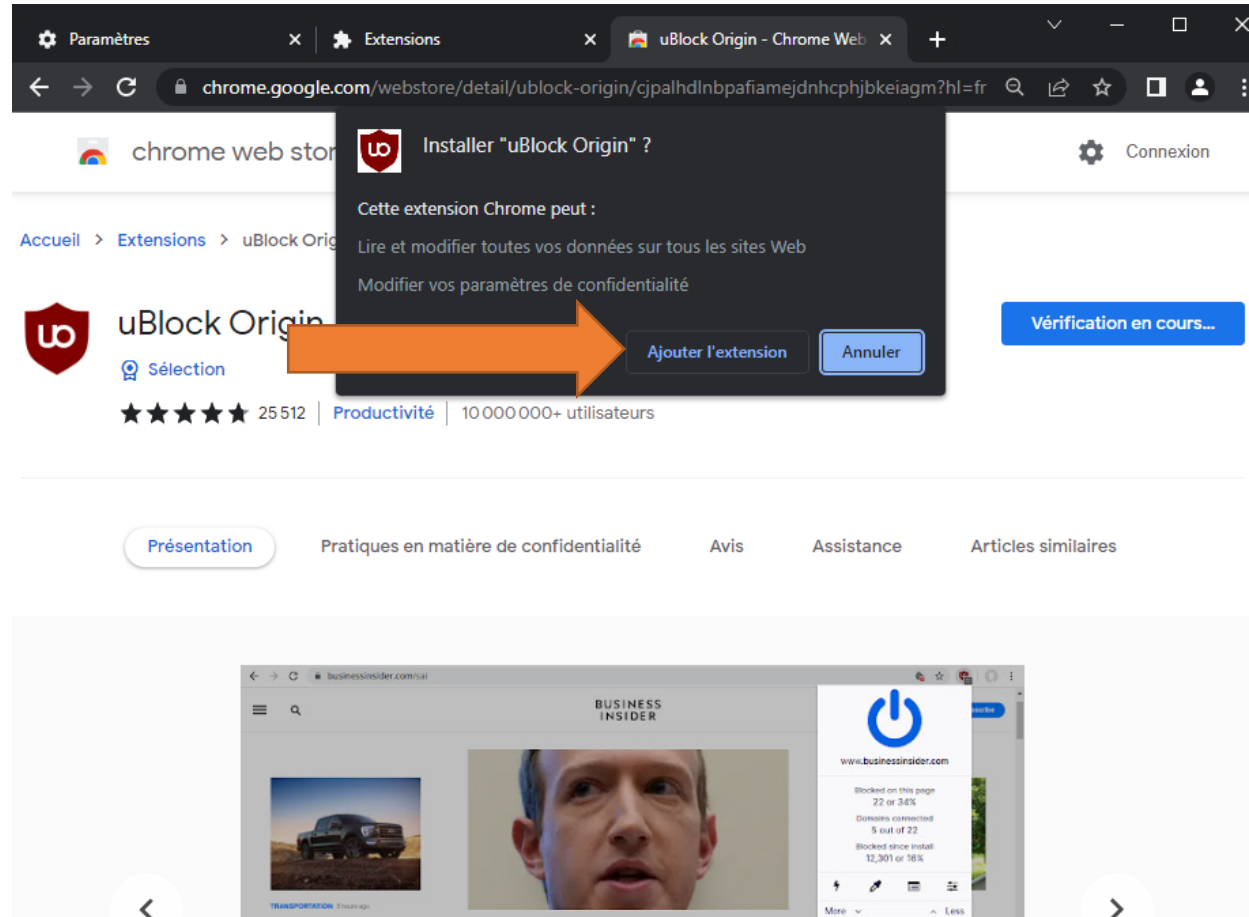 Paramètres
Extensions
uBlock Origin - Chrome Web
chrome.google.com/webstore/detail/ublock-origin/cjpalhdlnbpafiamejdnhcphjbkeiagm?hl=fr
chrome web stor
Connexion
Installer "uBlock Origin" ?
Cette extension Chrome peut :
Lire et modifier toutes vos données sur tous les sites Web
Modifier vos paramètres de confidentialité
Ajouter l'extension
Annuler
Accueil > Extensions > uBlock Orig
uBlock Origin
Vérification en cours...
Sélection
25 512 | Productivité | 10 000 000+ utilisateurs
Présentation
Pratiques en matière de confidentialité
Avis
Assistance
Articles similaires
businessinsider.com/sai
BUSINESS
INSIDER
www.businessinsider.com
Blocked on this page
22 or 34%
Domains connected
5 out of 22
Blocked since install
12,301 or 16%
More
Less
TRANSPORTATION 3 hours ago